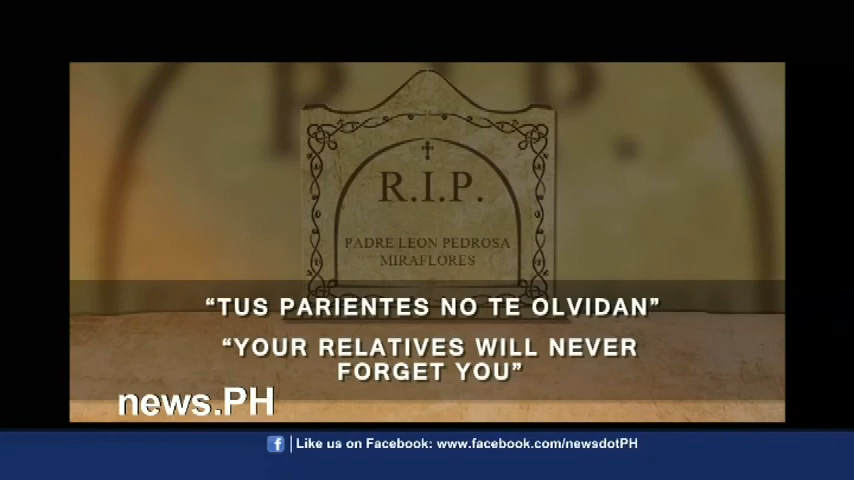 R.I.P.
R.I.P.
PADRE LEON PEDROSA
MIRAFLORES
“TUS PARIENTES NO TE OLVIDAN”
“YOUR RELATIVES WILL NEVER
FORGET YOU”
news.PH
f Like us on Facebook: www.facebook.com/newsdotPH